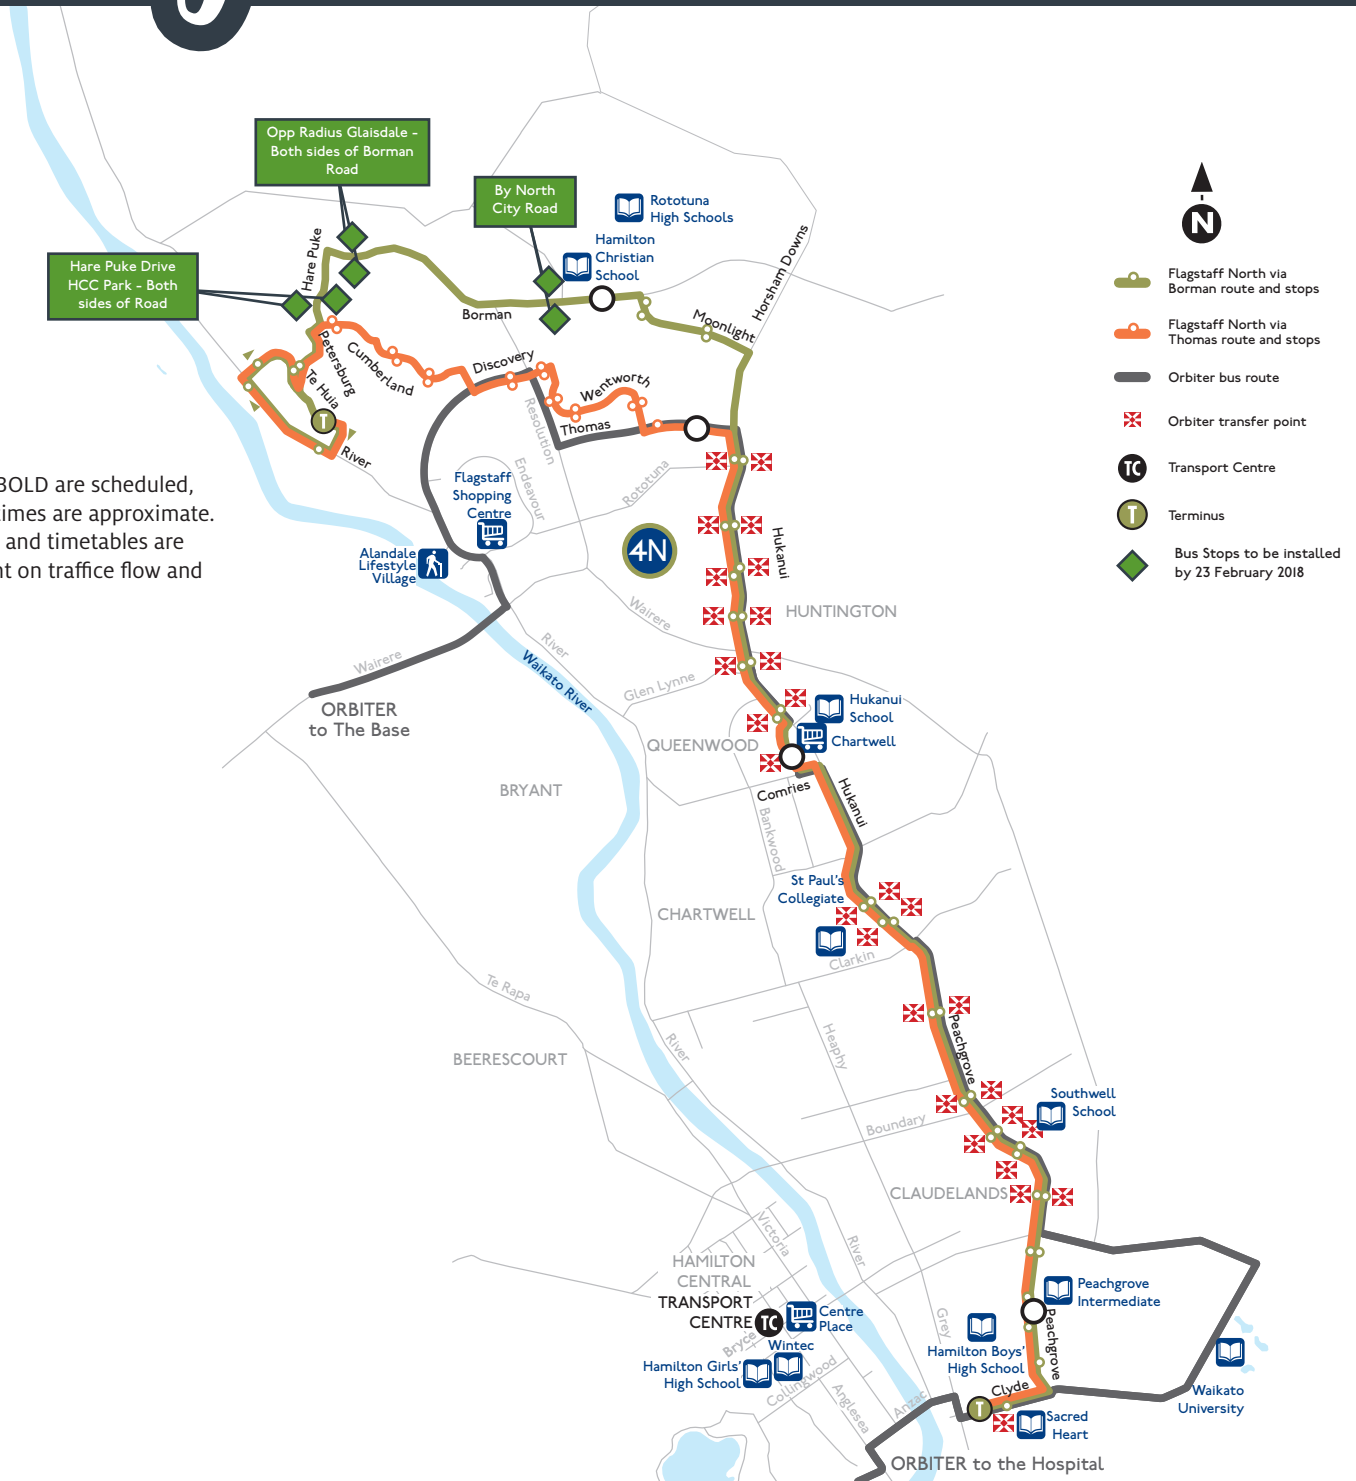 Opp Radius Glaisdale -
Both sides of Borman
Road
By North
City Road
Rototuna
High Schools
Hamilton
Christian
School
Hare Puke Drive
HCC Park - Both
sides of Road
Hare Puke
Horsham Downs
Borman
Moonlight
Petersburg
Cumberland
Te Huia
Discovery
Wentworth
Resolution
Thomas
River
Endeavour
Rototuna
Flagstaff
Shopping
Centre
BOLD are scheduled,
times are approximate.
and timetables are
nt on traffice flow and
4N
Hukanui
Alandale
Lifestyle
Village
Wairere
HUNTINGTON
River
Waikato River
Wairere
Glen Lynne
ORBITER
to The Base
QUEENWOOD
Hukanui
School
Chartwell
BRYANT
Comries
Hukanui
Bankwood
St Paul's
Collegiate
CHARTWELL
Clarkin
Te Rapa
Peachgrove
River
Heaphy
BEERESCOURT
Southwell
School
Boundary
CLAUDELANDS
Victoria
River
HAMILTON
CENTRAL
TRANSPORT
CENTRE
TC
Centre
Place
Bryce
Wintec
Hamilton Girls'
High School
Collingwood
Anglesea
Anzac
Grey
Peachgrove
Intermediate
Peachgrove
Hamilton Boys'
High School
Clyde
T
Sacred
Heart
Waikato
University
ORBITER to the Hospital
T
N
Flagstaff North via
Borman route and stops
Flagstaff North via
Thomas route and stops
Orbiter bus route
Orbiter transfer point
TC
Transport Centre
T
Terminus
Bus Stops to be installed
by 23 February 2018